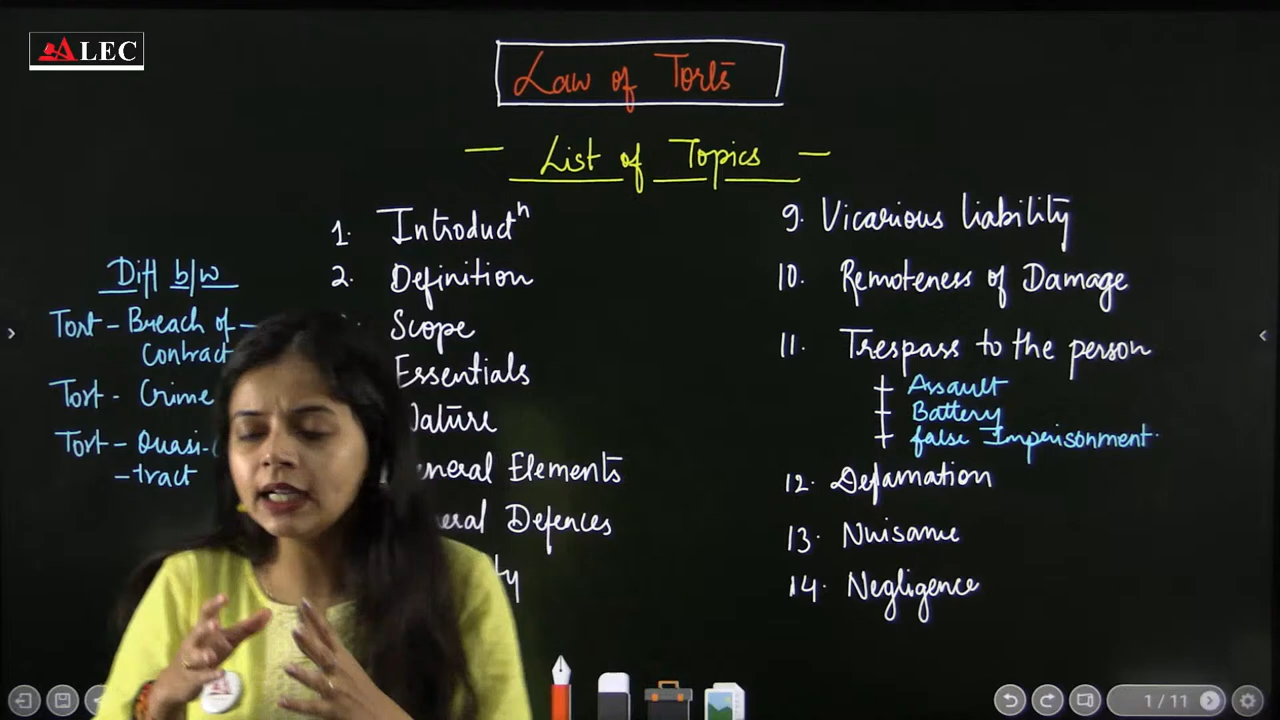 ALEC
Law of Torts
List of Topics
1. Introductⁿ
2. Definition
Scope
Essentials
Nature
General Elements
Defences
Diff b/w
Tort - Breach of -
Contract
Tort - Crime
Tort - Quasi-
-tract
9. Vicarious liability
10. Remoteness of Damage
11. Trespass to the person
Assault
Battery
false Imprisonment
12. Defamation
13. Nuisance
14. Negligence
1 / 11